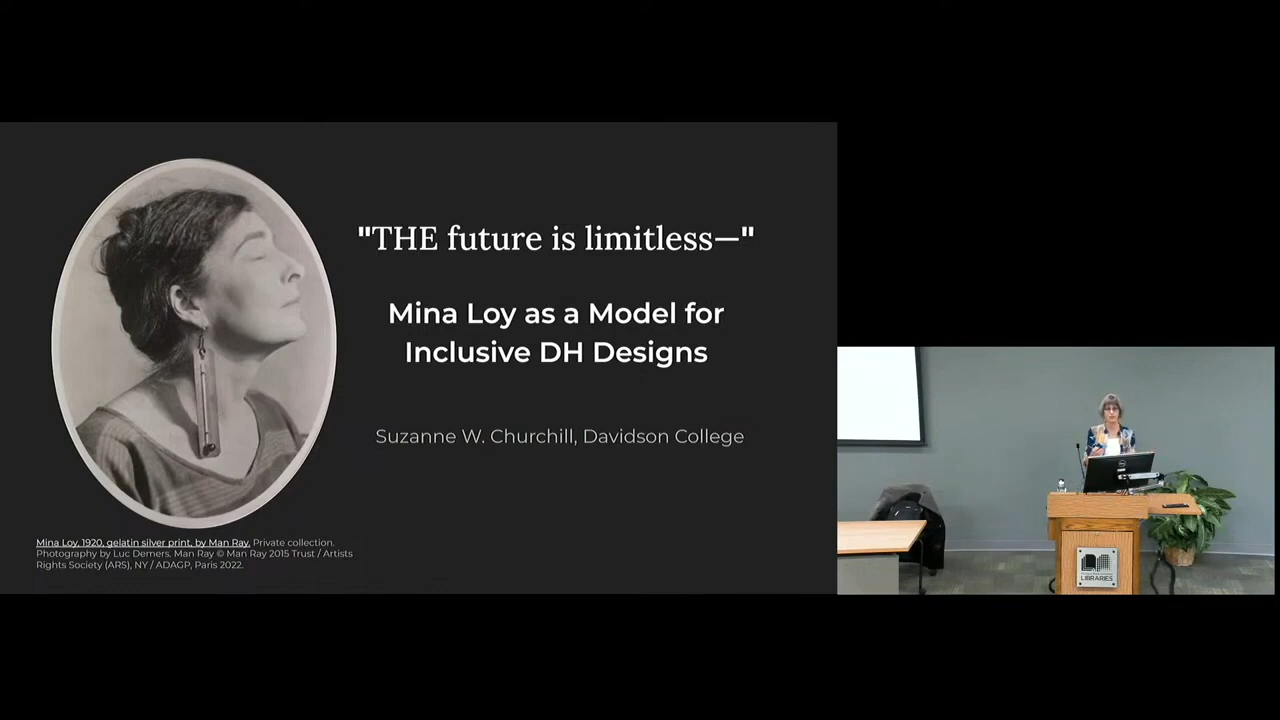 "THE future is limitless—"
Mina Loy as a Model for
Inclusive DH Designs
Suzanne W. Churchill, Davidson College
Mina Loy, 1920, gelatin silver print, by Man Ray. Private collection.
Photography by Luc Demers. Man Ray © Man Ray 2015 Trust / Artists
Rights Society (ARS), NY / ADAGP, Paris 2022.
LIBRARIES